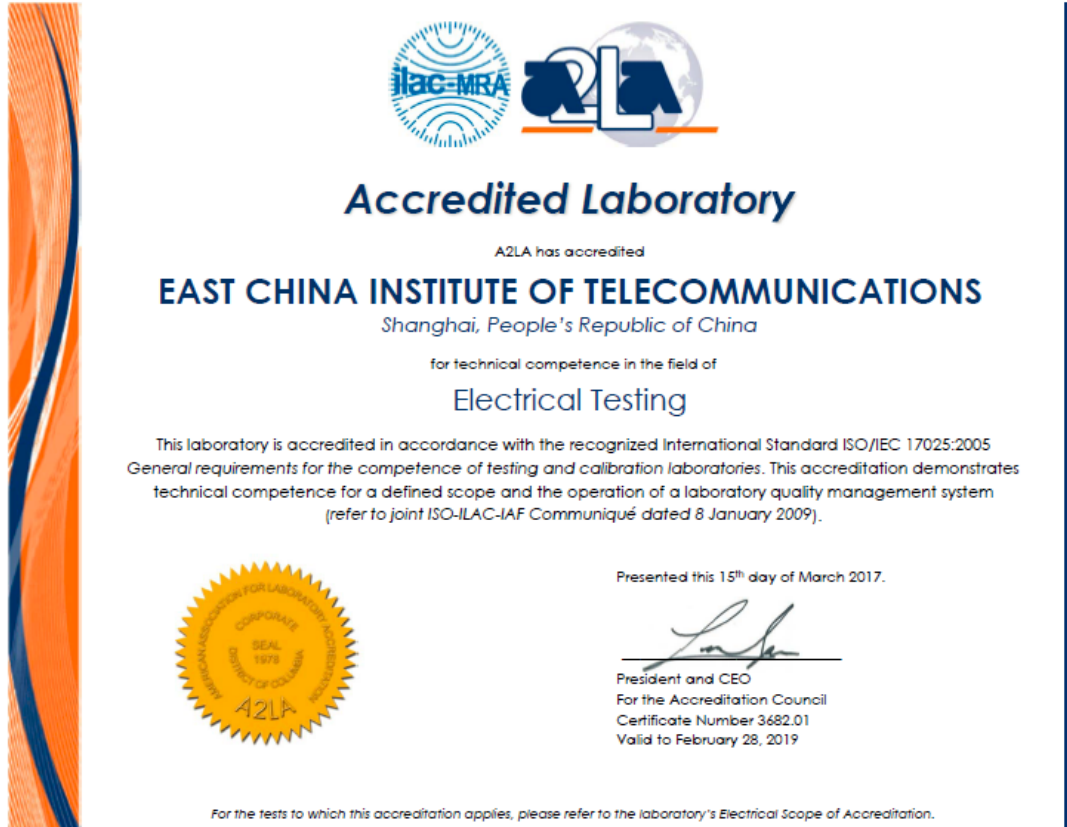 ilac-MRA
A2LA
Accredited Laboratory
A2LA has accredited
EAST CHINA INSTITUTE OF TELECOMMUNICATIONS
Shanghai, People's Republic of China
for technical competence in the field of
Electrical Testing
This laboratory is accredited in accordance with the recognized International Standard ISO/IEC 17025:2005
General requirements for the competence of testing and calibration laboratories. This accreditation demonstrates
technical competence for a defined scope and the operation of a laboratory quality management system
(refer to joint ISO-ILAC-IAF Communiqué dated 8 January 2009).
AMERICAN ASSOCIATION FOR LABORATORY ACCREDITATION
CORPORATE
SEAL
1978
DISTRICT OF COLUMBIA
A2LA
Presented this 15th day of March 2017.
President and CEO
For the Accreditation Council
Certificate Number 3682.01
Valid to February 28, 2019
For the tests to which this accreditation applies, please refer to the laboratory's Electrical Scope of Accreditation.